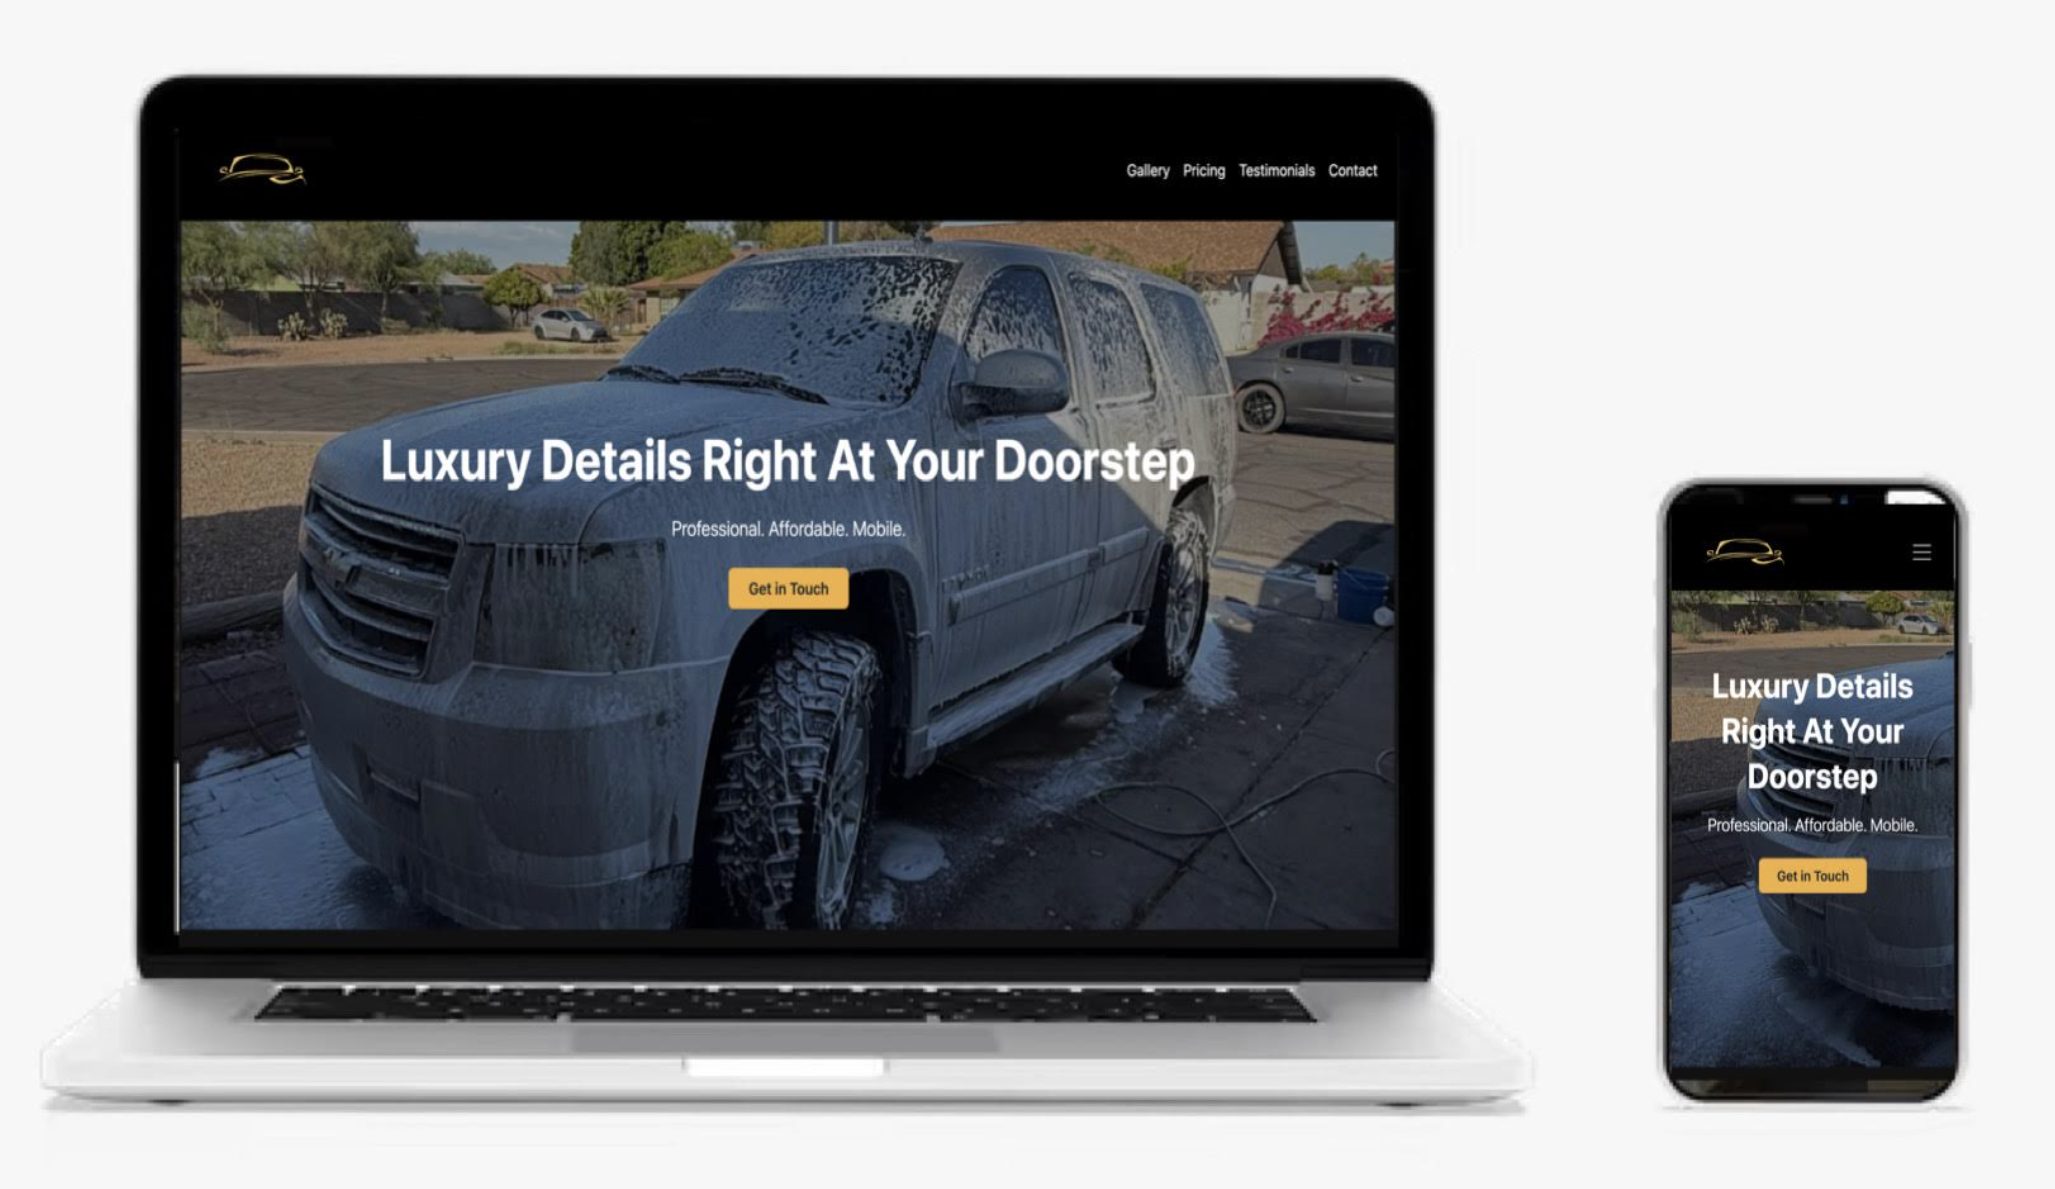 Gallery Pricing Testimonials Contact
Luxury Details Right At Your Doorstep
Professional. Affordable. Mobile.
Get in Touch
Luxury Details
Right At Your
Doorstep
Professional. Affordable. Mobile.
Get in Touch